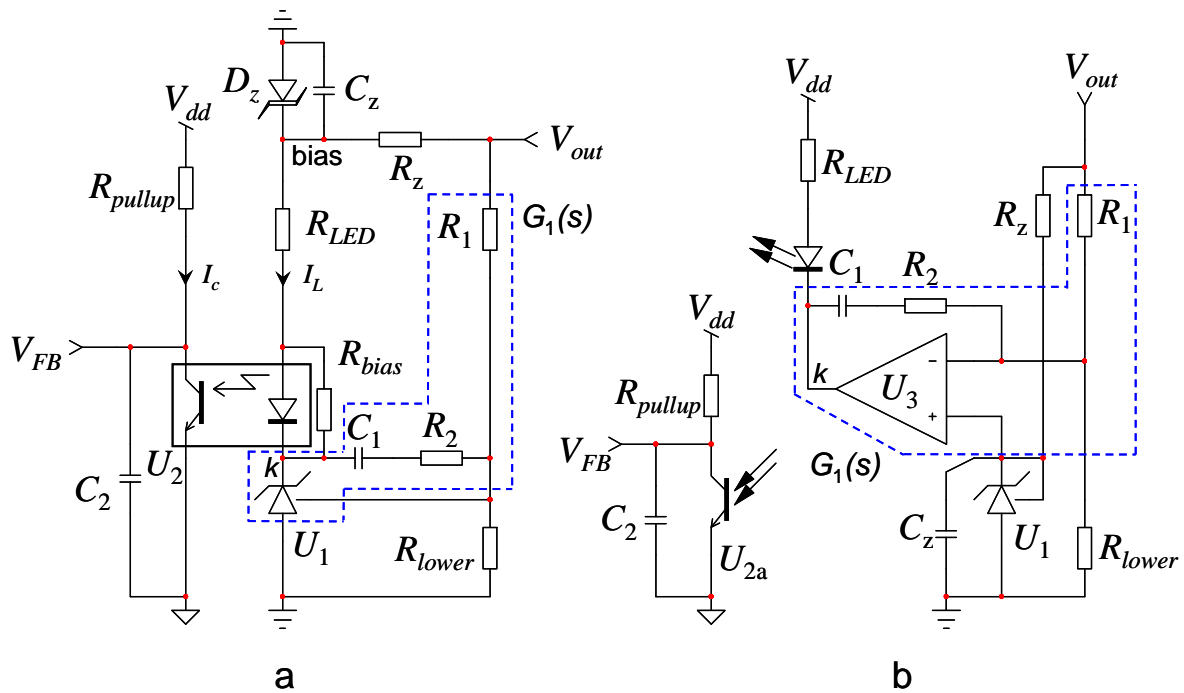 D_z
C_z
V_dd
bias
R_z
V_out
R_pullup
R_LED
R_1
G_1(s)
I_c
I_L
V_FB
R_bias
C_1
R_2
U_2
k
C_2
U_1
R_lower
a
V_dd
V_out
R_LED
R_z
R_1
C_1
R_2
V_dd
k
U_3
−
+
R_pullup
V_FB
G_1(s)
C_2
U_2a
C_z
U_1
R_lower
b